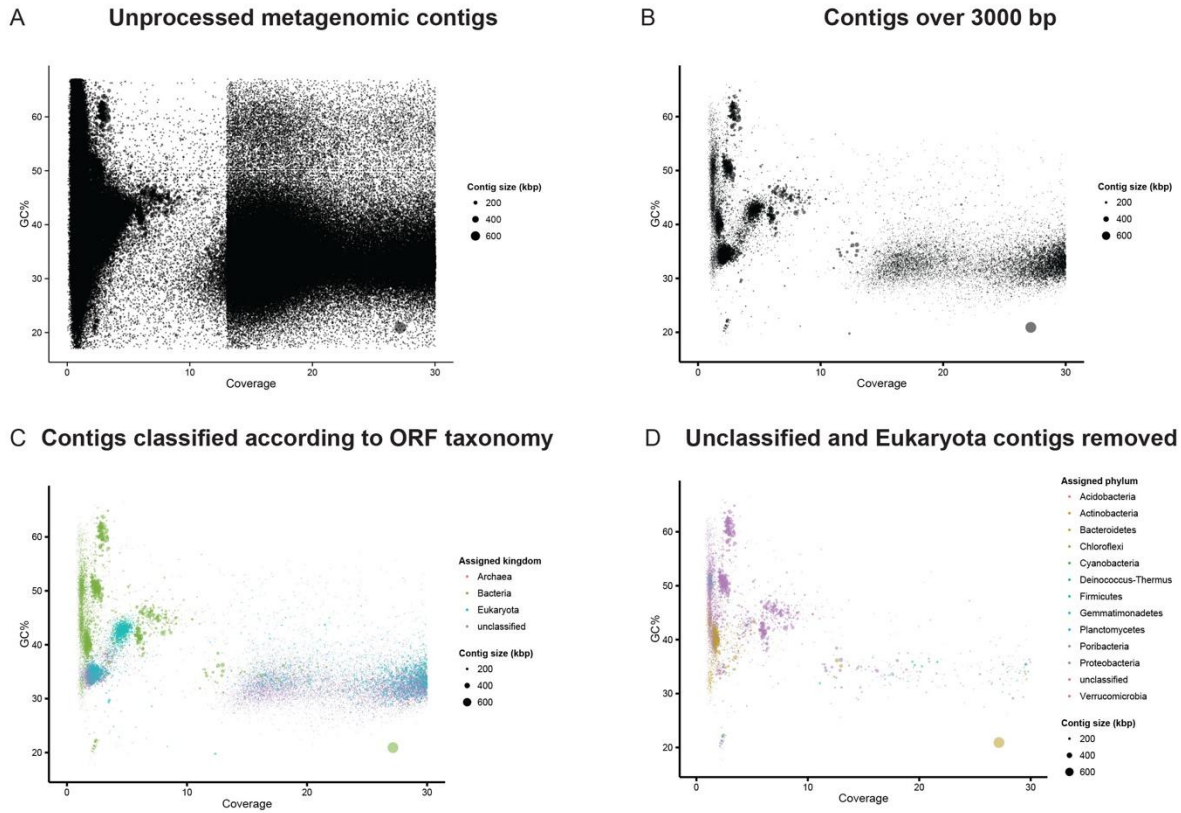 A Unprocessed metagenomic contigs
GC%
60
50
40
30
20
0 10 20 30
Coverage
Contig size (kbp)
200
400
600
B Contigs over 3000 bp
GC%
60
50
40
30
20
0 10 20 30
Coverage
Contig size (kbp)
200
400
600
C Contigs classified according to ORF taxonomy
GC%
60
50
40
30
20
0 10 20 30
Coverage
Assigned kingdom
Archaea
Bacteria
Eukaryota
unclassified
Contig size (kbp)
200
400
600
D Unclassified and Eukaryota contigs removed
GC%
60
50
40
30
20
0 10 20 30
Coverage
Assigned phylum
Acidobacteria
Actinobacteria
Bacteroidetes
Chloroflexi
Cyanobacteria
Deinococcus-Thermus
Firmicutes
Gemmatimonadetes
Planctomycetes
Poribacteria
Proteobacteria
unclassified
Verrucomicrobia
Contig size (kbp)
200
400
600